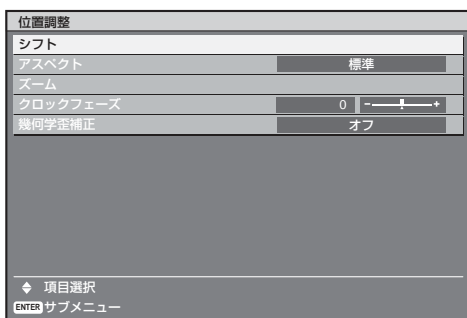 位置調整
シフト
アスペクト 標準
ズーム
クロックフェーズ 0 - +
幾何学歪補正 オフ
項目選択
ENTER サブメニュー